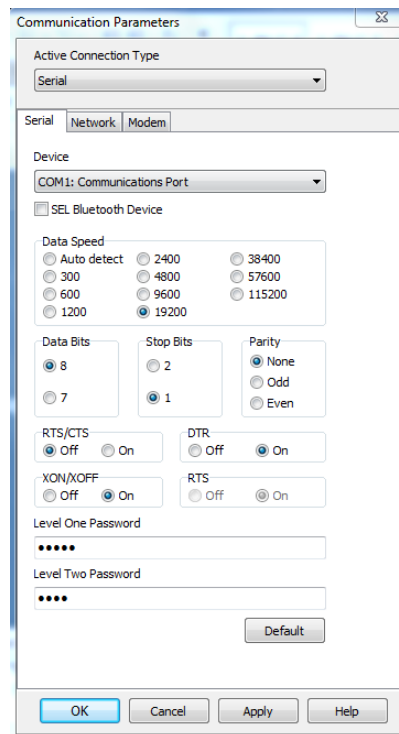 Communication Parameters
Active Connection Type
Serial
Serial Network Modem
Device
COM1: Communications Port
SEL Bluetooth Device
Data Speed
Auto detect 2400 38400
300 4800 57600
600 9600 115200
1200 19200
Data Bits Stop Bits Parity
8 2 None
7 1 Odd
Even
RTS/CTS DTR
Off On Off On
XON/XOFF RTS
Off On Off On
Level One Password
•••••
Level Two Password
••••
Default
OK Cancel Apply Help